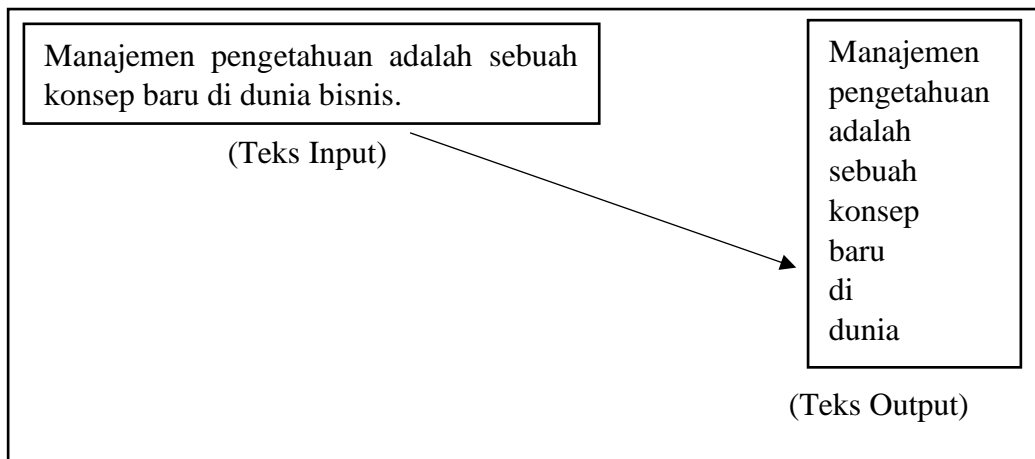 Manajemen pengetahuan adalah sebuah
konsep baru di dunia bisnis.
(Teks Input)
Manajemen
pengetahuan
adalah
sebuah
konsep
baru
di
dunia
(Teks Output)